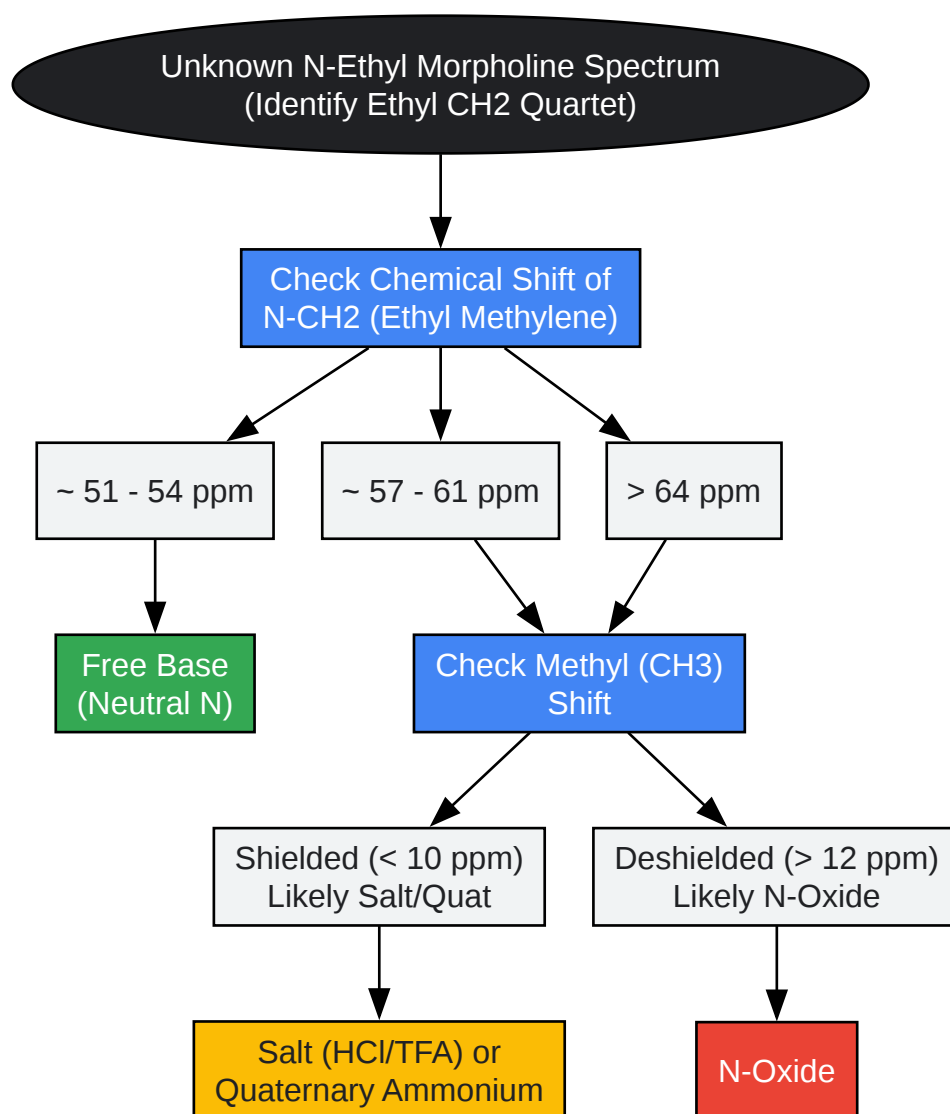 Unknown N-Ethyl Morpholine Spectrum
(Identify Ethyl CH2 Quartet)
Check Chemical Shift of
N-CH2 (Ethyl Methylene)
~ 51 - 54 ppm
~ 57 - 61 ppm
> 64 ppm
Free Base
(Neutral N)
Check Methyl (CH3)
Shift
Shielded (< 10 ppm)
Likely Salt/Quat
Deshielded (> 12 ppm)
Likely N-Oxide
Salt (HCl/TFA) or
Quaternary Ammonium
N-Oxide